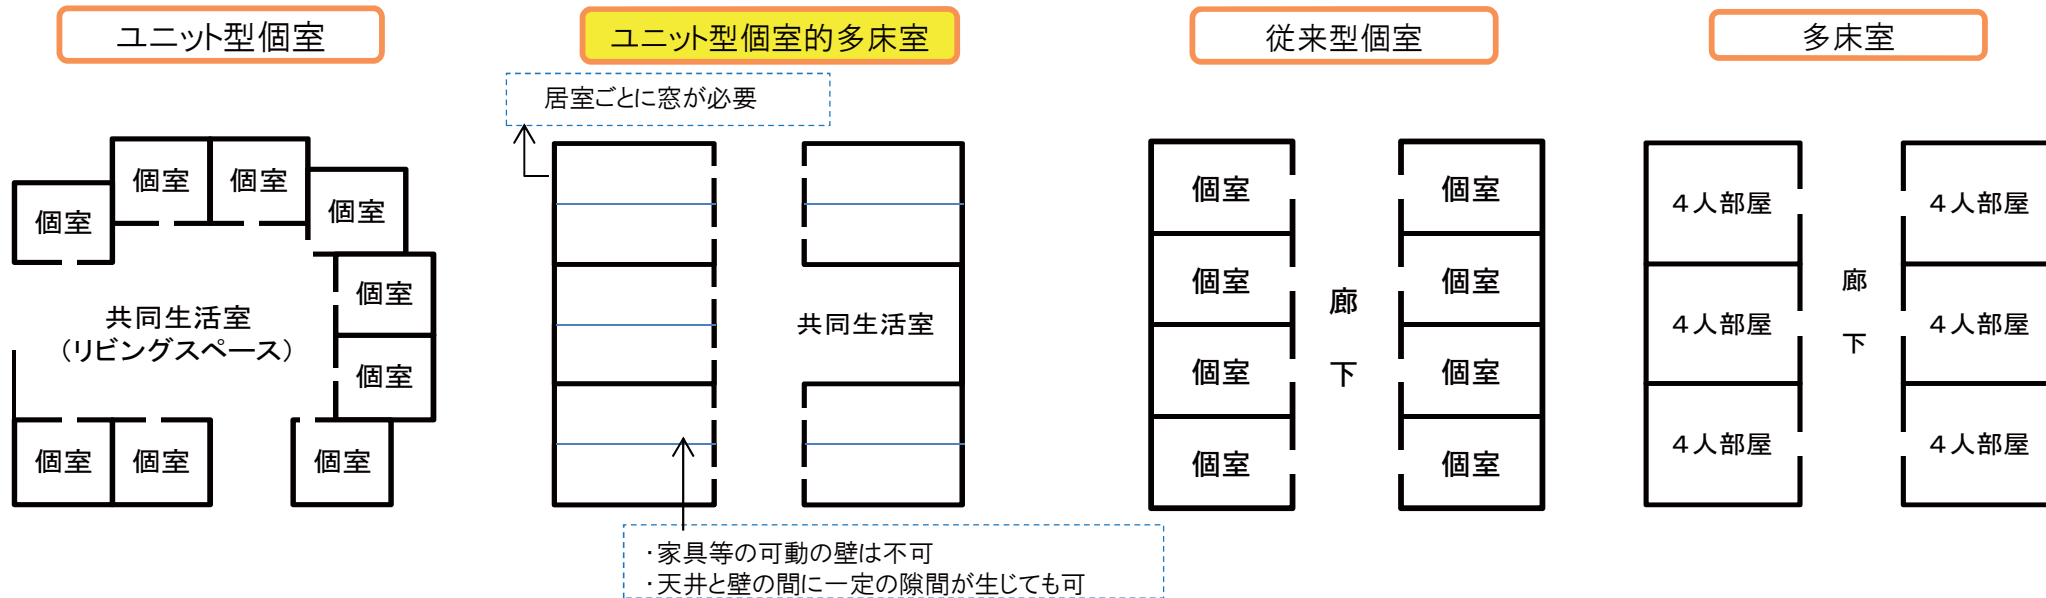 ユニット型個室
ユニット型個室的多床室
従来型個室
多床室
居室ごとに窓が必要
個室
個室
個室
個室
個室
個室
個室
個室
個室
共同生活室
（リビングスペース）
共同生活室
・家具等の可動の壁は不可
・天井と壁の間に一定の隙間が生じても可
個室
個室
個室
個室
廊
下
個室
個室
個室
個室
４人部屋
４人部屋
４人部屋
廊
下
４人部屋
４人部屋
４人部屋